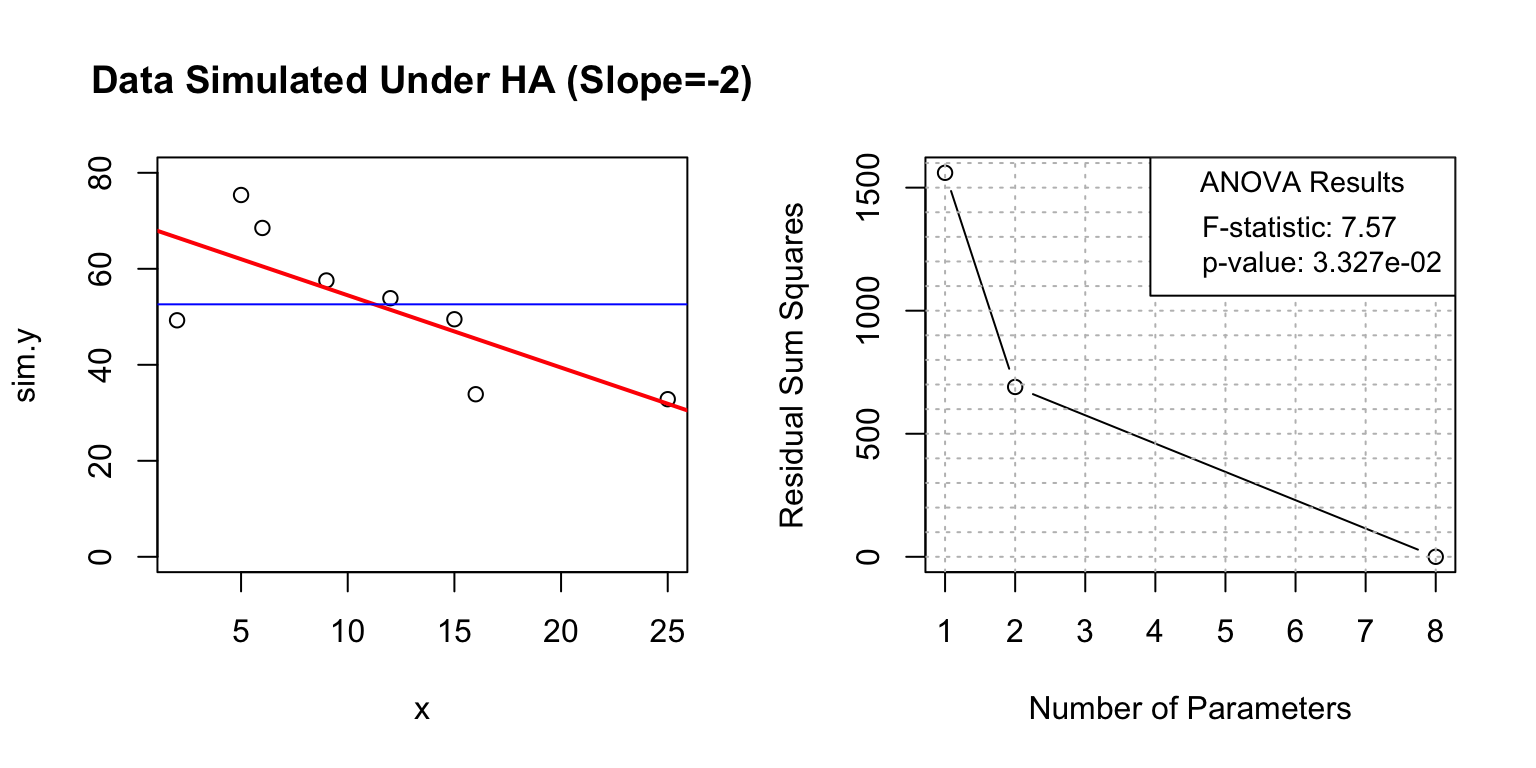 Data Simulated Under HA (Slope=-2)
sim.y
80
60
40
20
0
5 10 15 20 25
x
Residual Sum Squares
1500
1000
500
0
ANOVA Results
F-statistic: 7.57
p-value: 3.327e-02
1 2 3 4 5 6 7 8
Number of Parameters